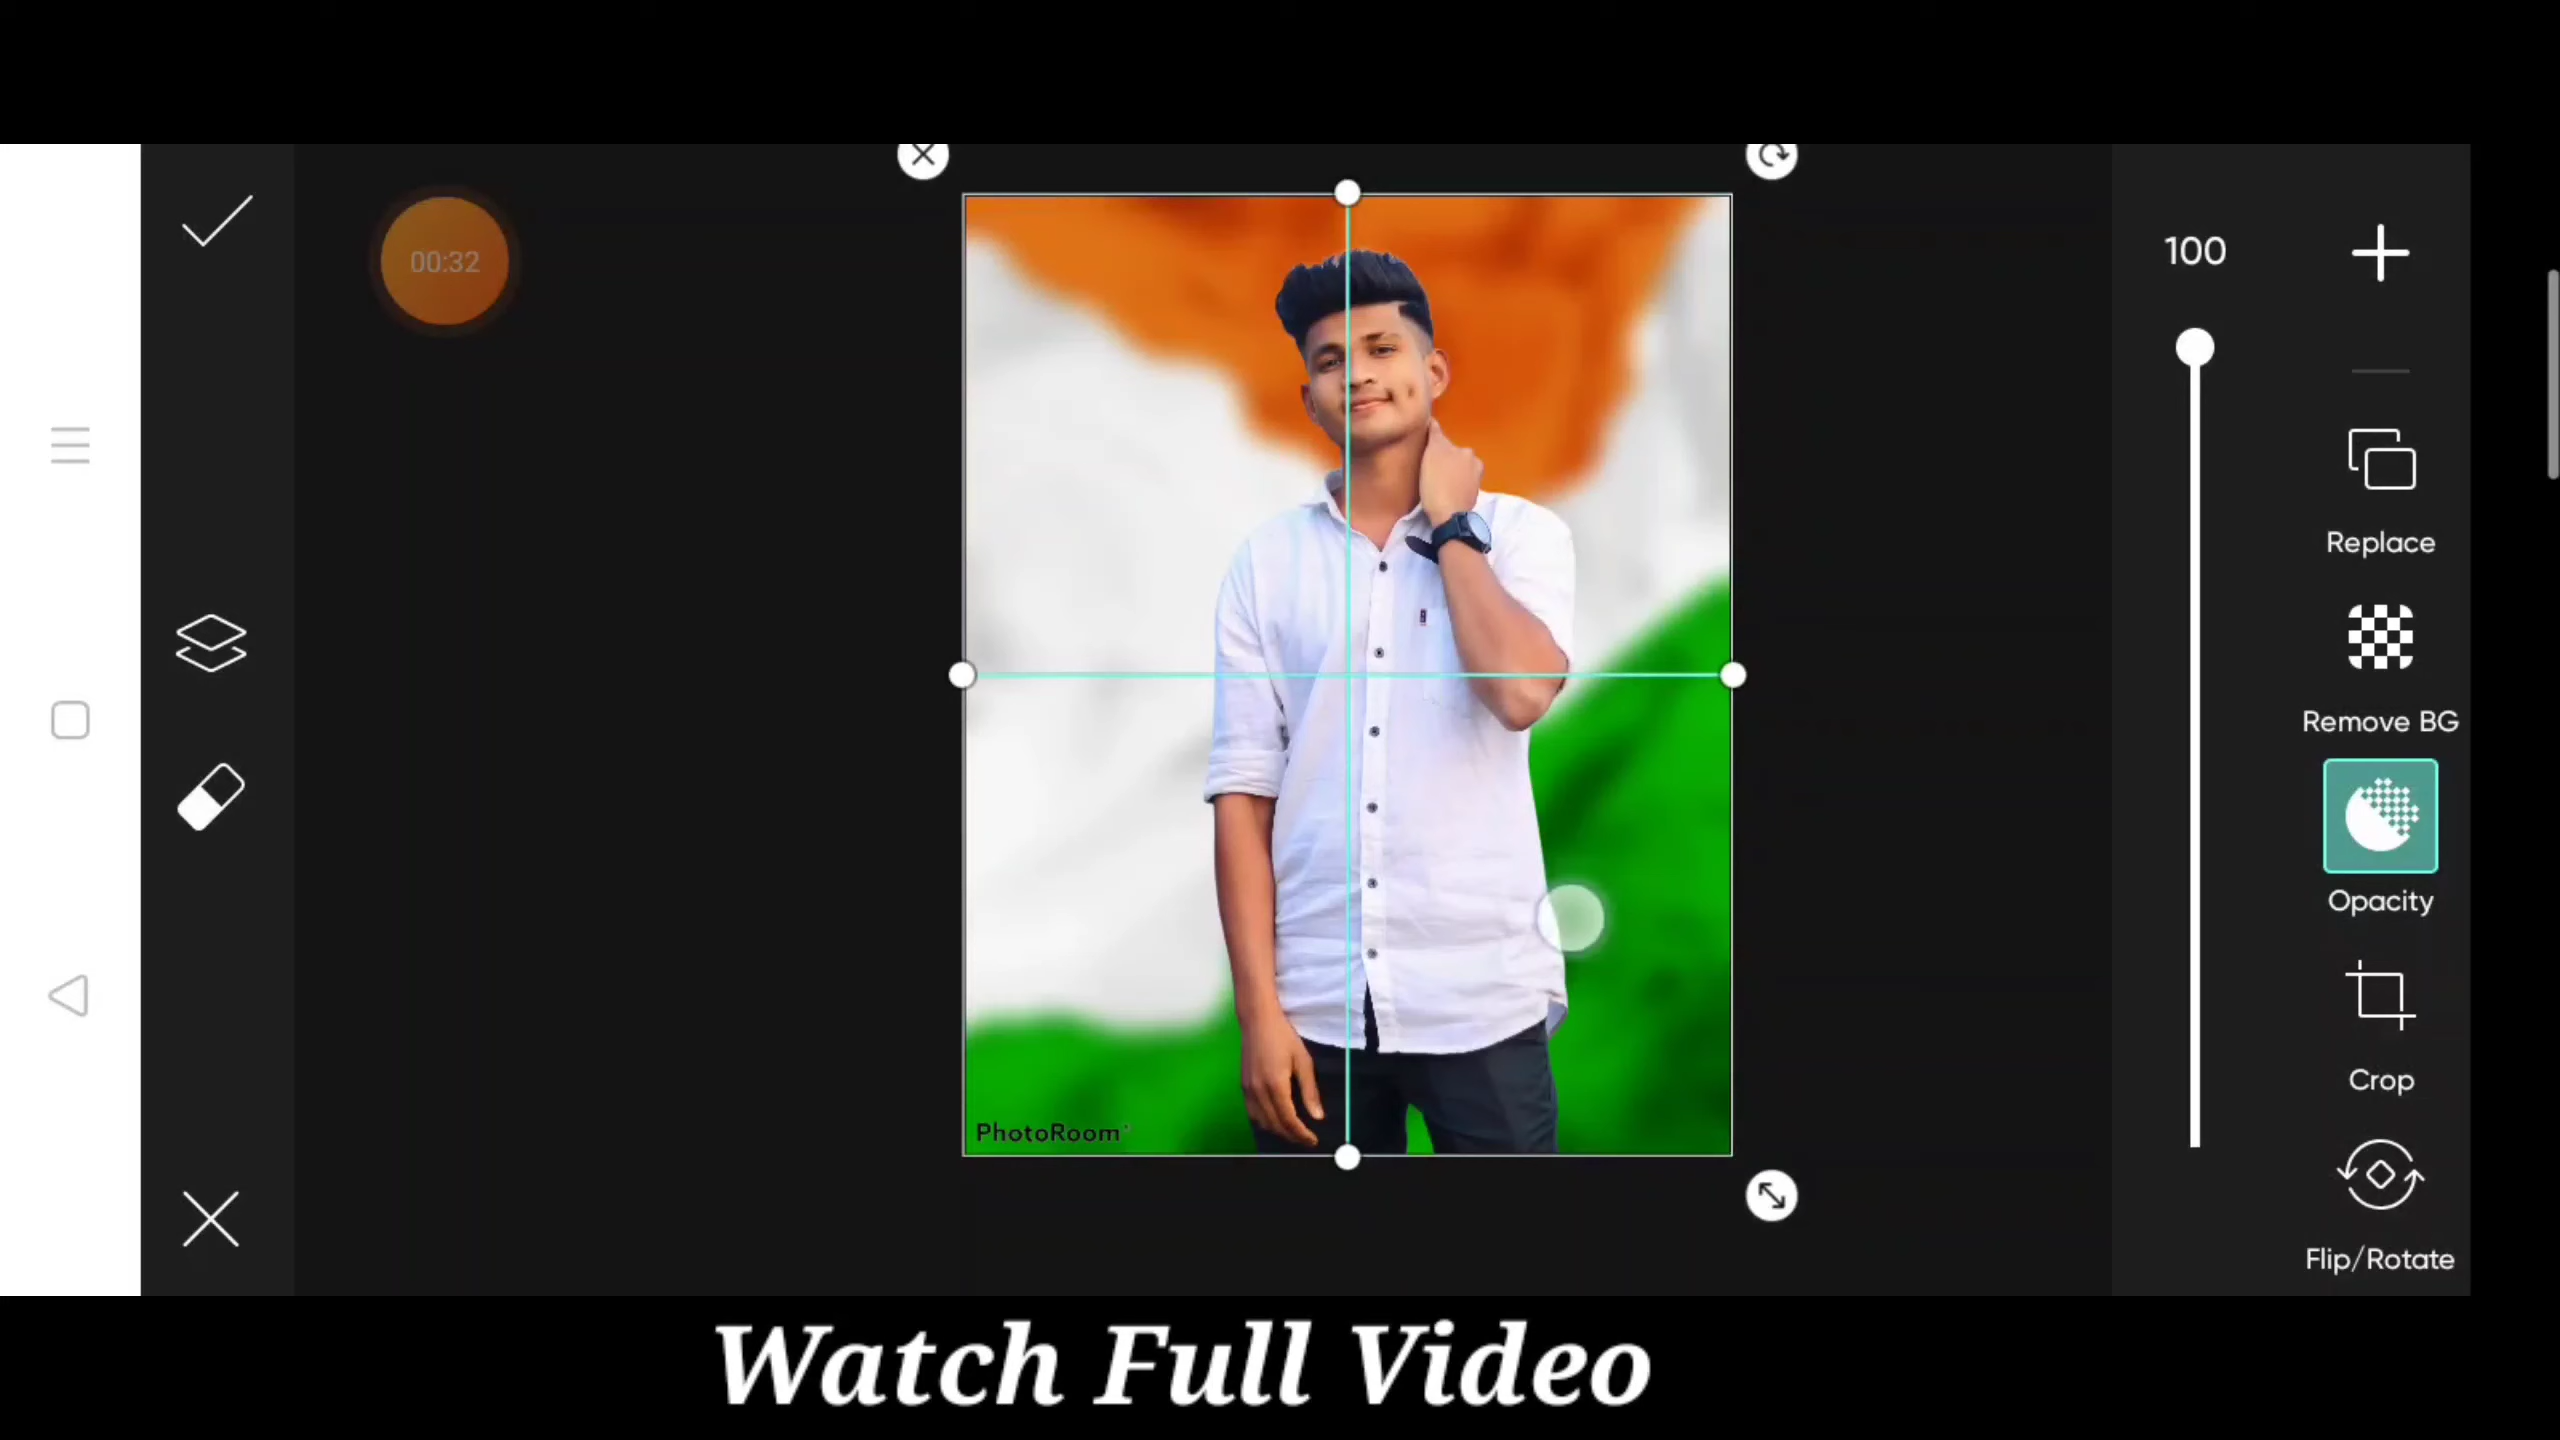 00:32
100
Replace
Remove BG
Opacity
Crop
Flip/Rotate
PhotoRoom
Watch Full Video